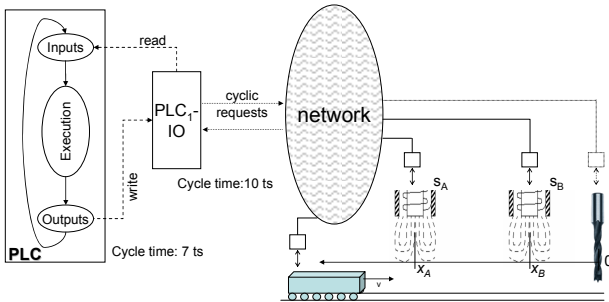 Inputs
Execution
Outputs
PLC
read
write
PLC1-
IO
Cycle time: 7 ts
cyclic
requests
Cycle time:10 ts
network
sA
sB
xA
xB
0
v